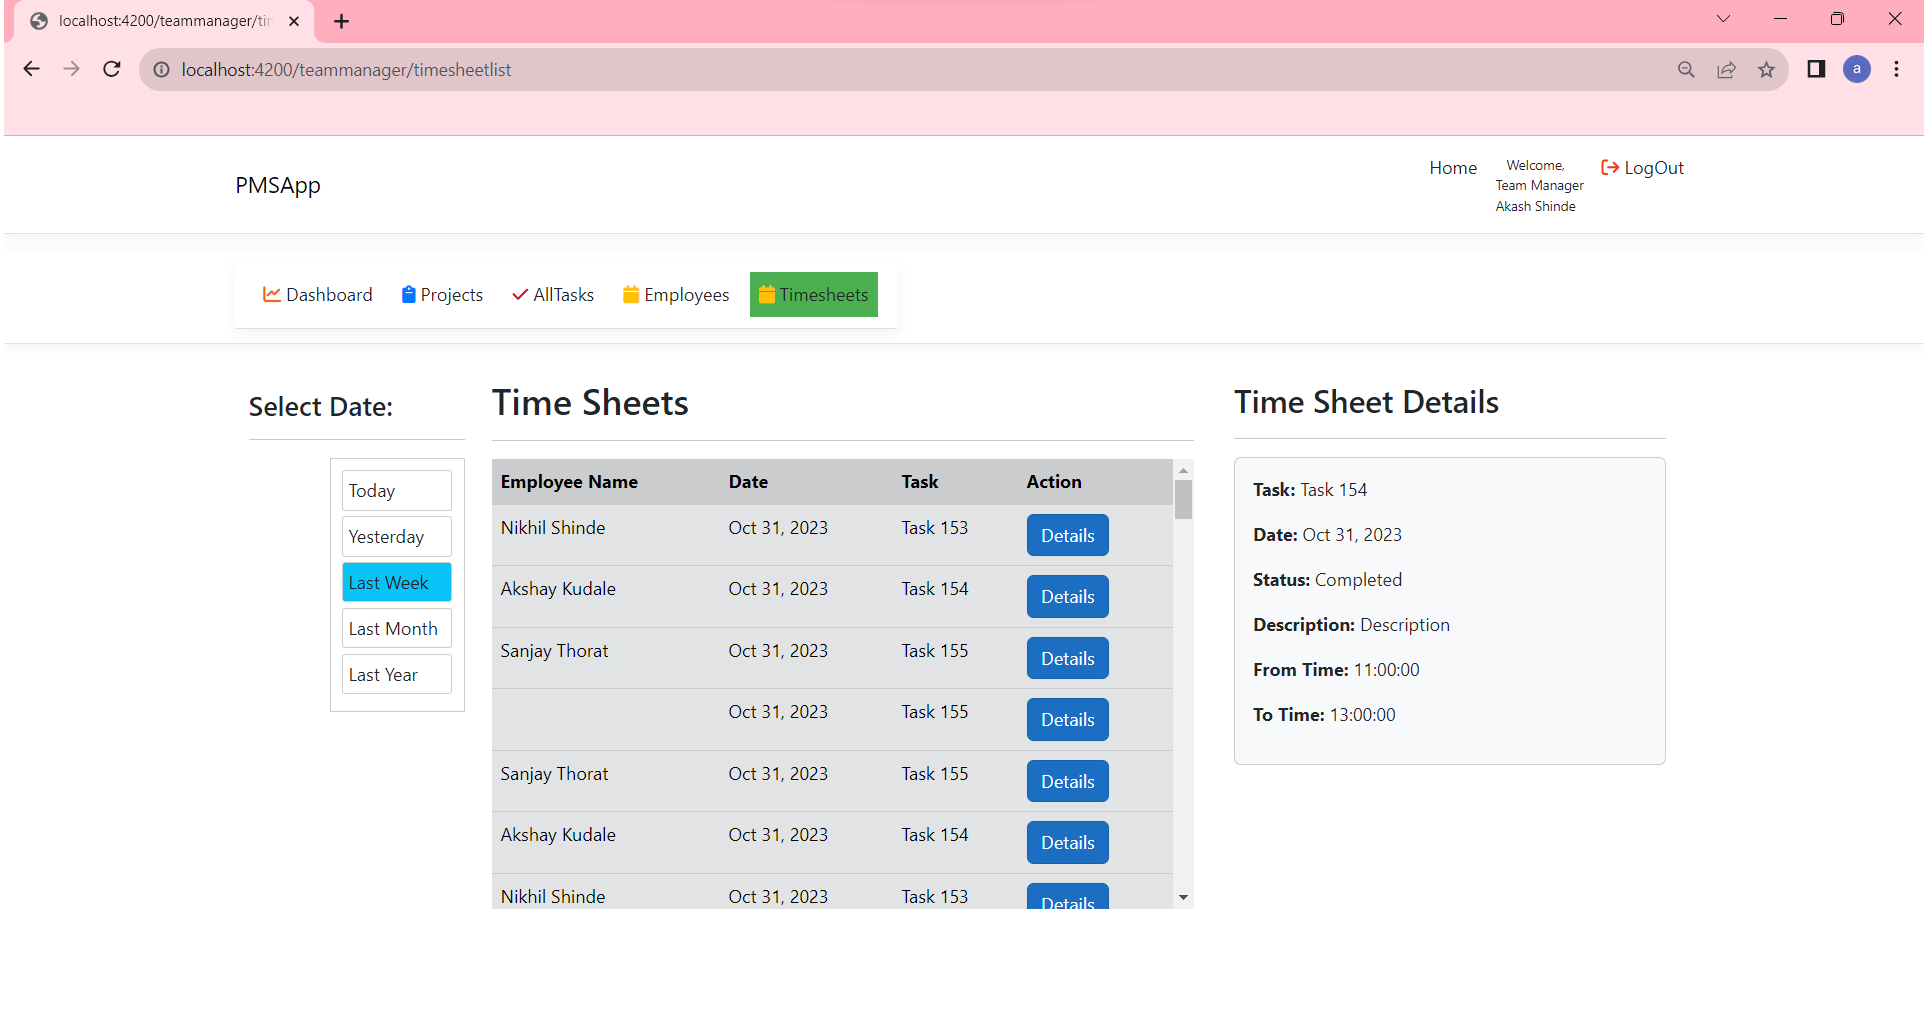 localhost:4200/teammanager/tin
localhost:4200/teammanager/timesheetlist
a
PMSApp
Home
Welcome,
Team Manager
Akash Shinde
LogOut
Dashboard
Projects
AllTasks
Employees
Timesheets
Select Date:
Today
Yesterday
Last Week
Last Month
Last Year
Time Sheets
Employee Name Date Task Action
Nikhil Shinde Oct 31, 2023 Task 153 Details
Akshay Kudale Oct 31, 2023 Task 154 Details
Sanjay Thorat Oct 31, 2023 Task 155 Details
Oct 31, 2023 Task 155 Details
Sanjay Thorat Oct 31, 2023 Task 155 Details
Akshay Kudale Oct 31, 2023 Task 154 Details
Nikhil Shinde Oct 31, 2023 Task 153 Details
Time Sheet Details
Task: Task 154
Date: Oct 31, 2023
Status: Completed
Description: Description
From Time: 11:00:00
To Time: 13:00:00